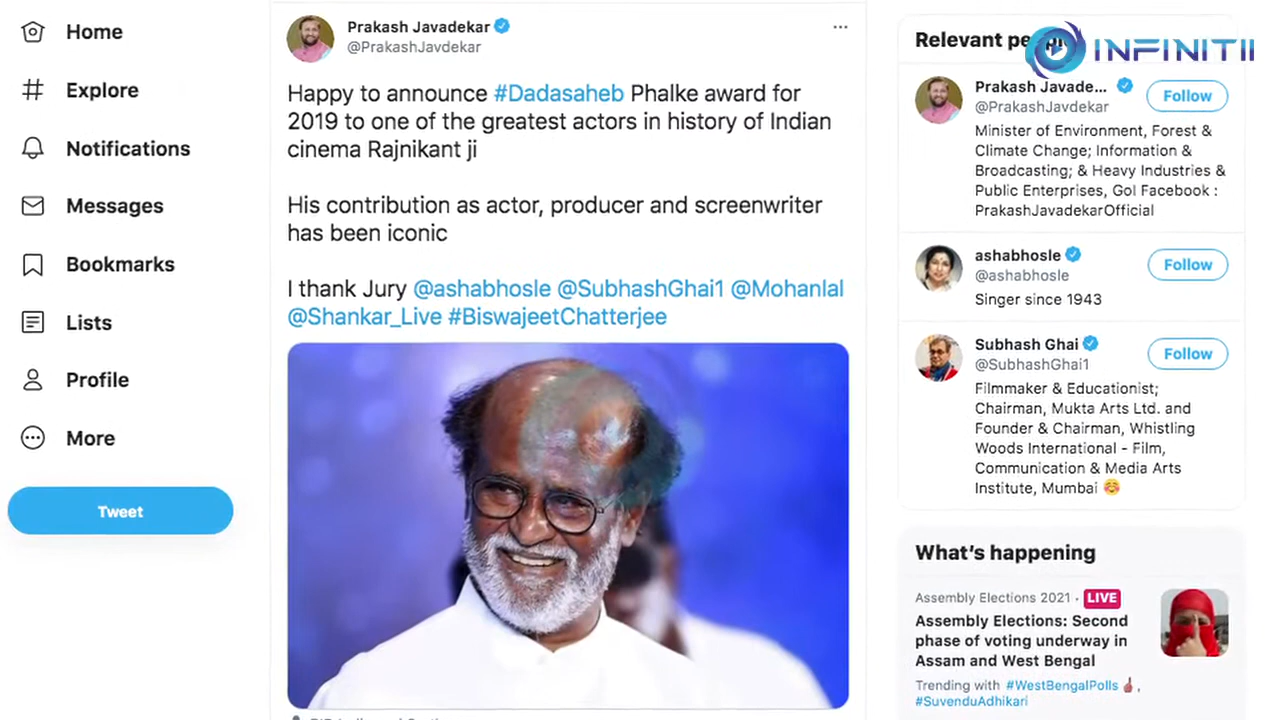 Home
Explore
Notifications
Messages
Bookmarks
Lists
Profile
More
Tweet
Prakash Javadekar
@PrakashJavdekar
Happy to announce #Dadasaheb Phalke award for
2019 to one of the greatest actors in history of Indian
cinema Rajnikant ji
His contribution as actor, producer and screenwriter
has been iconic
I thank Jury @ashabhosle @SubhashGhai1 @Mohanlal
@Shankar_Live #BiswajeetChatterjee
INFINITII
Relevant
Prakash Javade...
@PrakashJavdekar
Follow
Minister of Environment, Forest &
Climate Change; Information &
Broadcasting; & Heavy Industries &
Public Enterprises, GoI Facebook :
PrakashJavadekarOfficial
ashabhosle
@ashabhosle
Follow
Singer since 1943
Subhash Ghai
@SubhashGhai1
Follow
Filmmaker & Educationist;
Chairman, Mukta Arts Ltd. and
Founder & Chairman, Whistling
Woods International - Film,
Communication & Media Arts
Institute, Mumbai ☺️
What's happening
Assembly Elections 2021 · LIVE
Assembly Elections: Second
phase of voting underway in
Assam and West Bengal
Trending with #WestBengalPolls ,
#SuvenduAdhikari